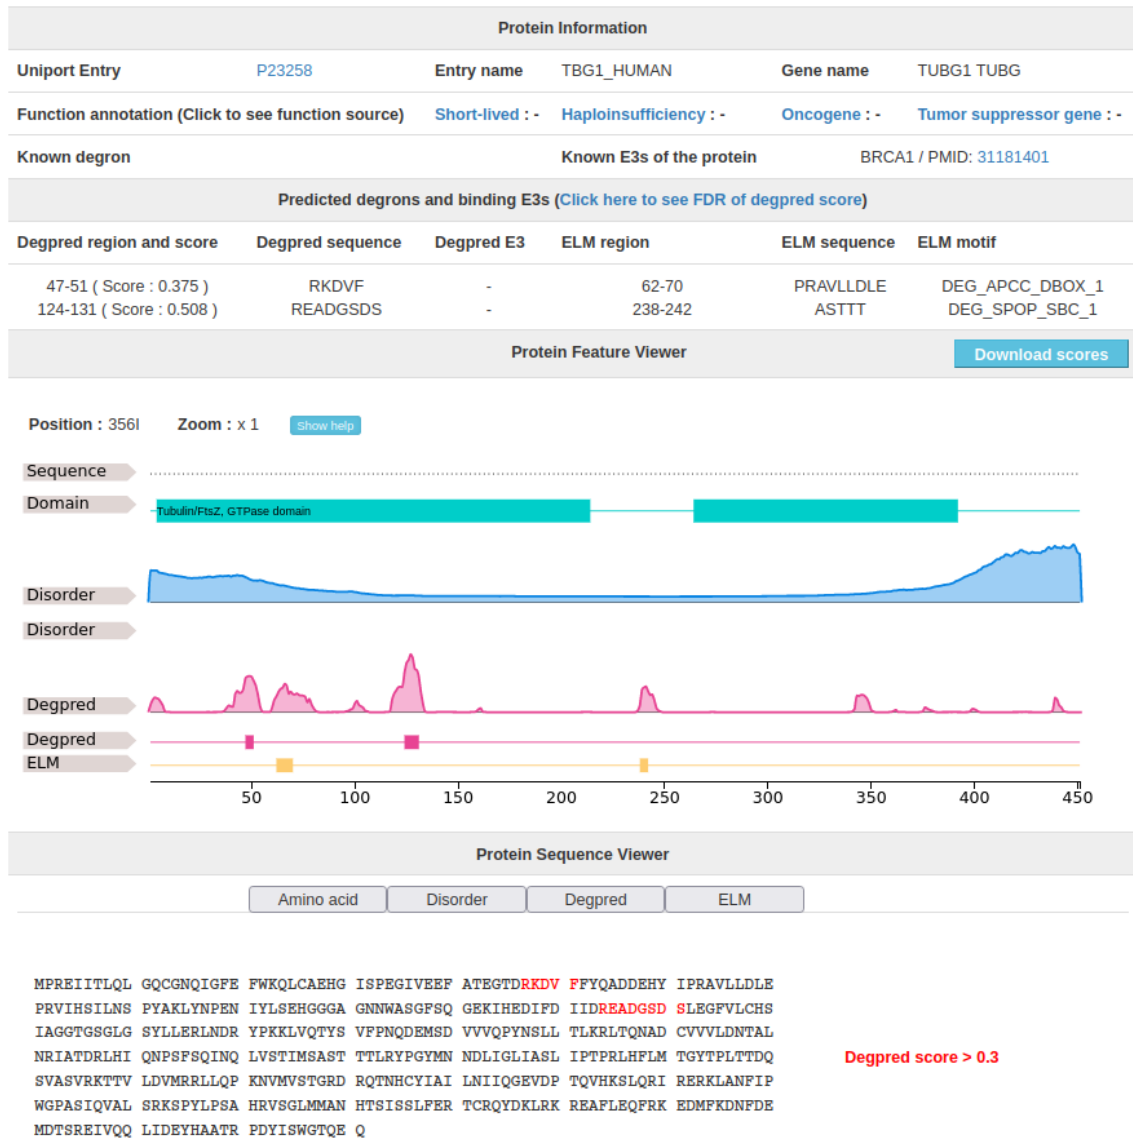 Protein Information
Uniport Entry P23258 Entry name TBG1_HUMAN Gene name TUBG1 TUBG
Function annotation (Click to see function source) Short-lived : - Haploinsufficiency : - Oncogene : - Tumor suppressor gene : -
Known degron Known E3s of the protein BRCA1 / PMID: 31181401
Predicted degrons and binding E3s (Click here to see FDR of degpred score)
Degpred region and score Degpred sequence Degpred E3 ELM region ELM sequence ELM motif
47-51 ( Score : 0.375 ) RKDVF - 62-70 PRAVLLDLE DEG_APCC_DBOX_1
124-131 ( Score : 0.508 ) READGSDS - 238-242 ASTTT DEG_SPOP_SBC_1
Protein Feature Viewer Download scores
Position : 356I Zoom : x 1 Show help
Sequence
Domain Tubulin/FtsZ, GTPase domain
Disorder
Disorder
Degpred
Degpred
ELM
50 100 150 200 250 300 350 400 450
Protein Sequence Viewer
Amino acid Disorder Degpred ELM
MPREIITLQL GQCGNQIGFE FWKQLCAEHG ISPEGIVEEF ATEGTDRKDV FFYQADDEHY IPRAVLLDLE
PRVIHSILNS PYAKLYNPEN IYLSEHGGGA GNNWASGFSQ GEKIHEDIFD IIDREADGSD SLEGFVLCHS
IAGGTGSGLG SYLLERLNDR YPKKLVQTYS VFPNQDEMSD VVVQPYNSLL TLKRLTQNAD CVVVLDNTAL
NRIATDRLHI QNPSFSQINQ LVSTIMSAST TTLRYPGYMN NDLIGLIASL IPTPRLHFLM TGYTPLTTDQ
Degpred score > 0.3
SVASVRKTTV LDVMRRLLQP KNVMVSTGRD RQTNHCYIAI LNIIQGEVDP TQVHKSLQRI RERKLANFIP
WGPASIQVAL SRKSPYLPSA HRVSGLMMAN HTSISSLFER TCRQYDKLRK REAFLEQFRK EDMFKDNFDE
MDTSREIVQQ LIDEYHAATR PDYISWGTQE Q